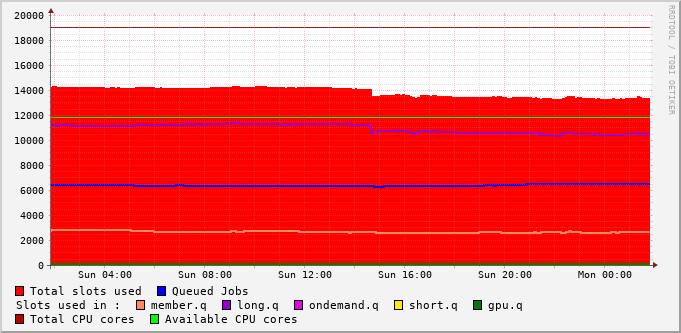 20000
18000
16000
14000
12000
10000
8000
6000
4000
2000
0
Sun 04:00 Sun 08:00 Sun 12:00 Sun 16:00 Sun 20:00 Mon 00:00
Total slots used Queued Jobs
Slots used in : member.q long.q ondemand.q short.q gpu.q
Total CPU cores Available CPU cores
RRDTOOL / TOBI OETIKER